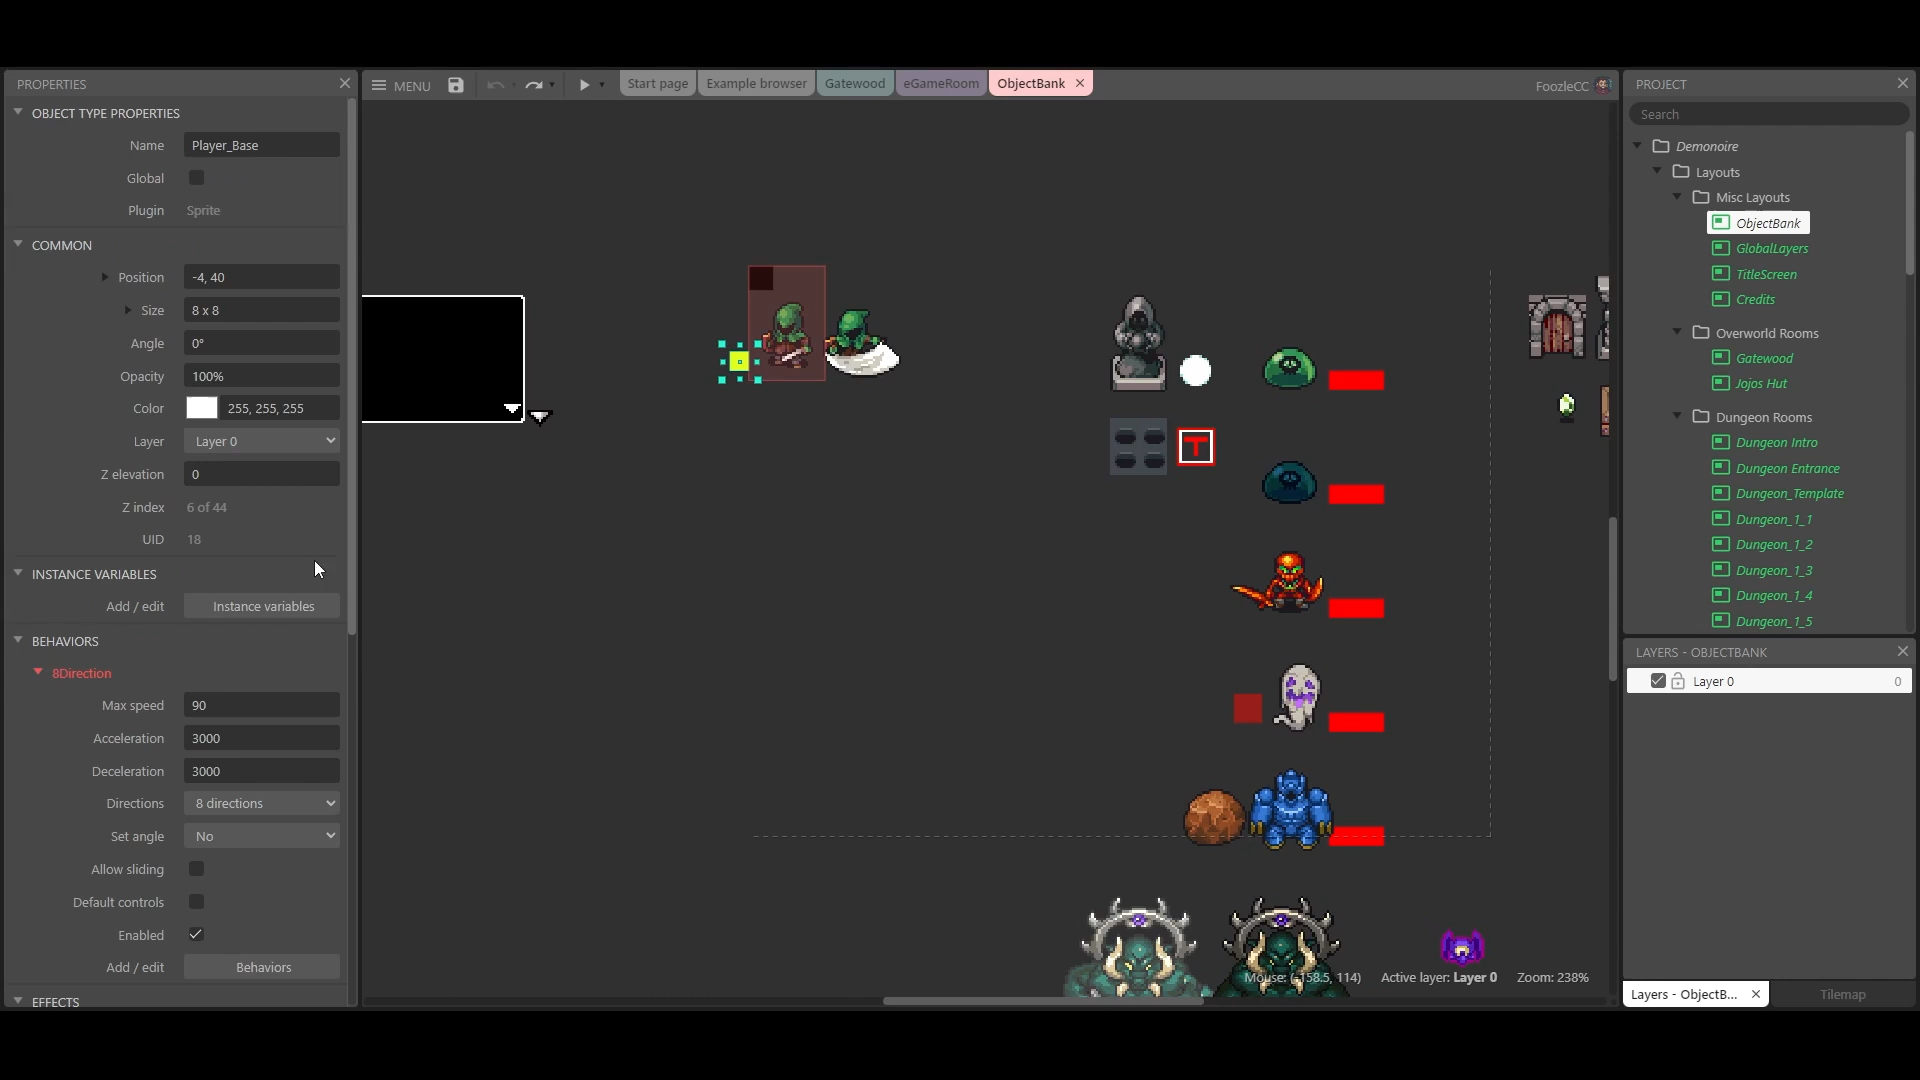 PROPERTIES
OBJECT TYPE PROPERTIES
Name Player_Base
Global
Plugin Sprite
COMMON
Position -4, 40
Size 8 x 8
Angle 0°
Opacity 100%
Color 255, 255, 255
Layer Layer 0
Z elevation 0
Z index 6 of 44
UID 18
INSTANCE VARIABLES
Add / edit Instance variables
BEHAVIORS
8Direction
Max speed 90
Acceleration 3000
Deceleration 3000
Directions 8 directions
Set angle No
Allow sliding
Default controls
Enabled
Add / edit Behaviors
EFFECTS
MENU
Start page Example browser Gatewood eGameRoom ObjectBank
FoozleCC
T
Mouse: (-158.5, 114) Active layer: Layer 0 Zoom: 238%
PROJECT
Search
Demonoire
Layouts
Misc Layouts
ObjectBank
GlobalLayers
TitleScreen
Credits
Overworld Rooms
Gatewood
Jojos Hut
Dungeon Rooms
Dungeon Intro
Dungeon Entrance
Dungeon_Template
Dungeon_1_1
Dungeon_1_2
Dungeon_1_3
Dungeon_1_4
Dungeon_1_5
LAYERS - OBJECTBANK
Layer 0 0
Layers - ObjectB... Tilemap